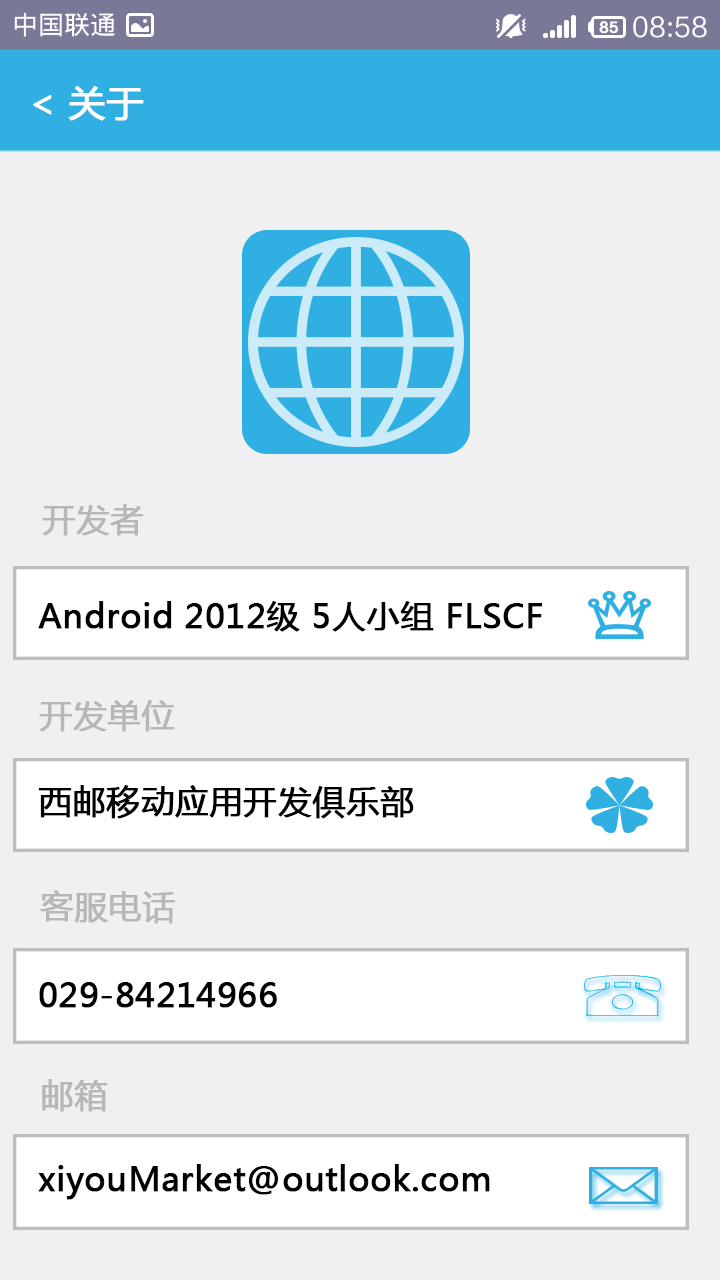 中国联通 85 08:58
< 关于
开发者
Android 2012级 5人小组 FLSCF
开发单位
西邮移动应用开发俱乐部
客服电话
029-84214966
邮箱
xiyouMarket@outlook.com